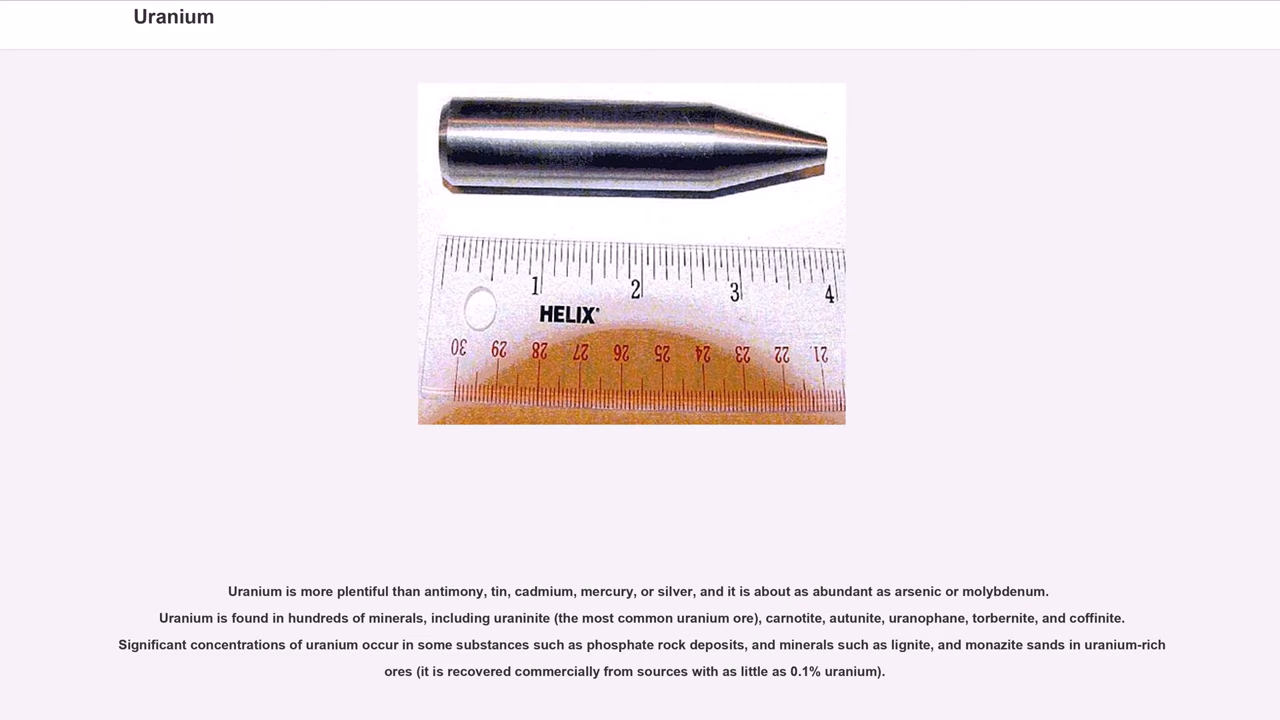 Uranium
1 2 3 4
HELIX
30 29 28 27 26 25 24 23 22 21
Uranium is more plentiful than antimony, tin, cadmium, mercury, or silver, and it is about as abundant as arsenic or molybdenum.
Uranium is found in hundreds of minerals, including uraninite (the most common uranium ore), carnotite, autunite, uranophane, torbernite, and coffinite.
Significant concentrations of uranium occur in some substances such as phosphate rock deposits, and minerals such as lignite, and monazite sands in uranium-rich
ores (it is recovered commercially from sources with as little as 0.1% uranium).